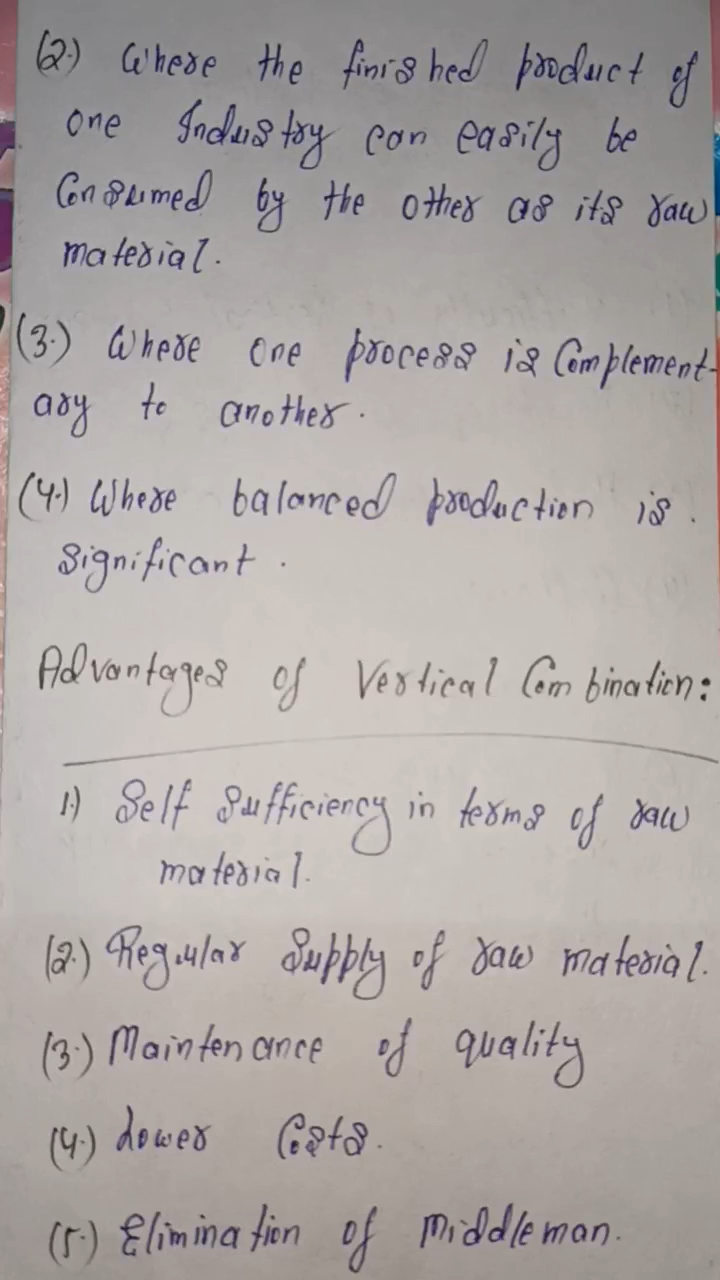 (2.) Where the finished product of
one Industry can easily be
Consumed by the other as its raw
material.
(3.) Where one process is Complement-
ary to another.
(4.) Where balanced production is.
Significant.
Advantages of Vertical Combination:
1.) Self Sufficiency in terms of raw
material.
(2.) Regular Supply of raw material.
(3.) Maintenance of quality
(4.) Lower Costs.
(5.) Elimination of Middleman.